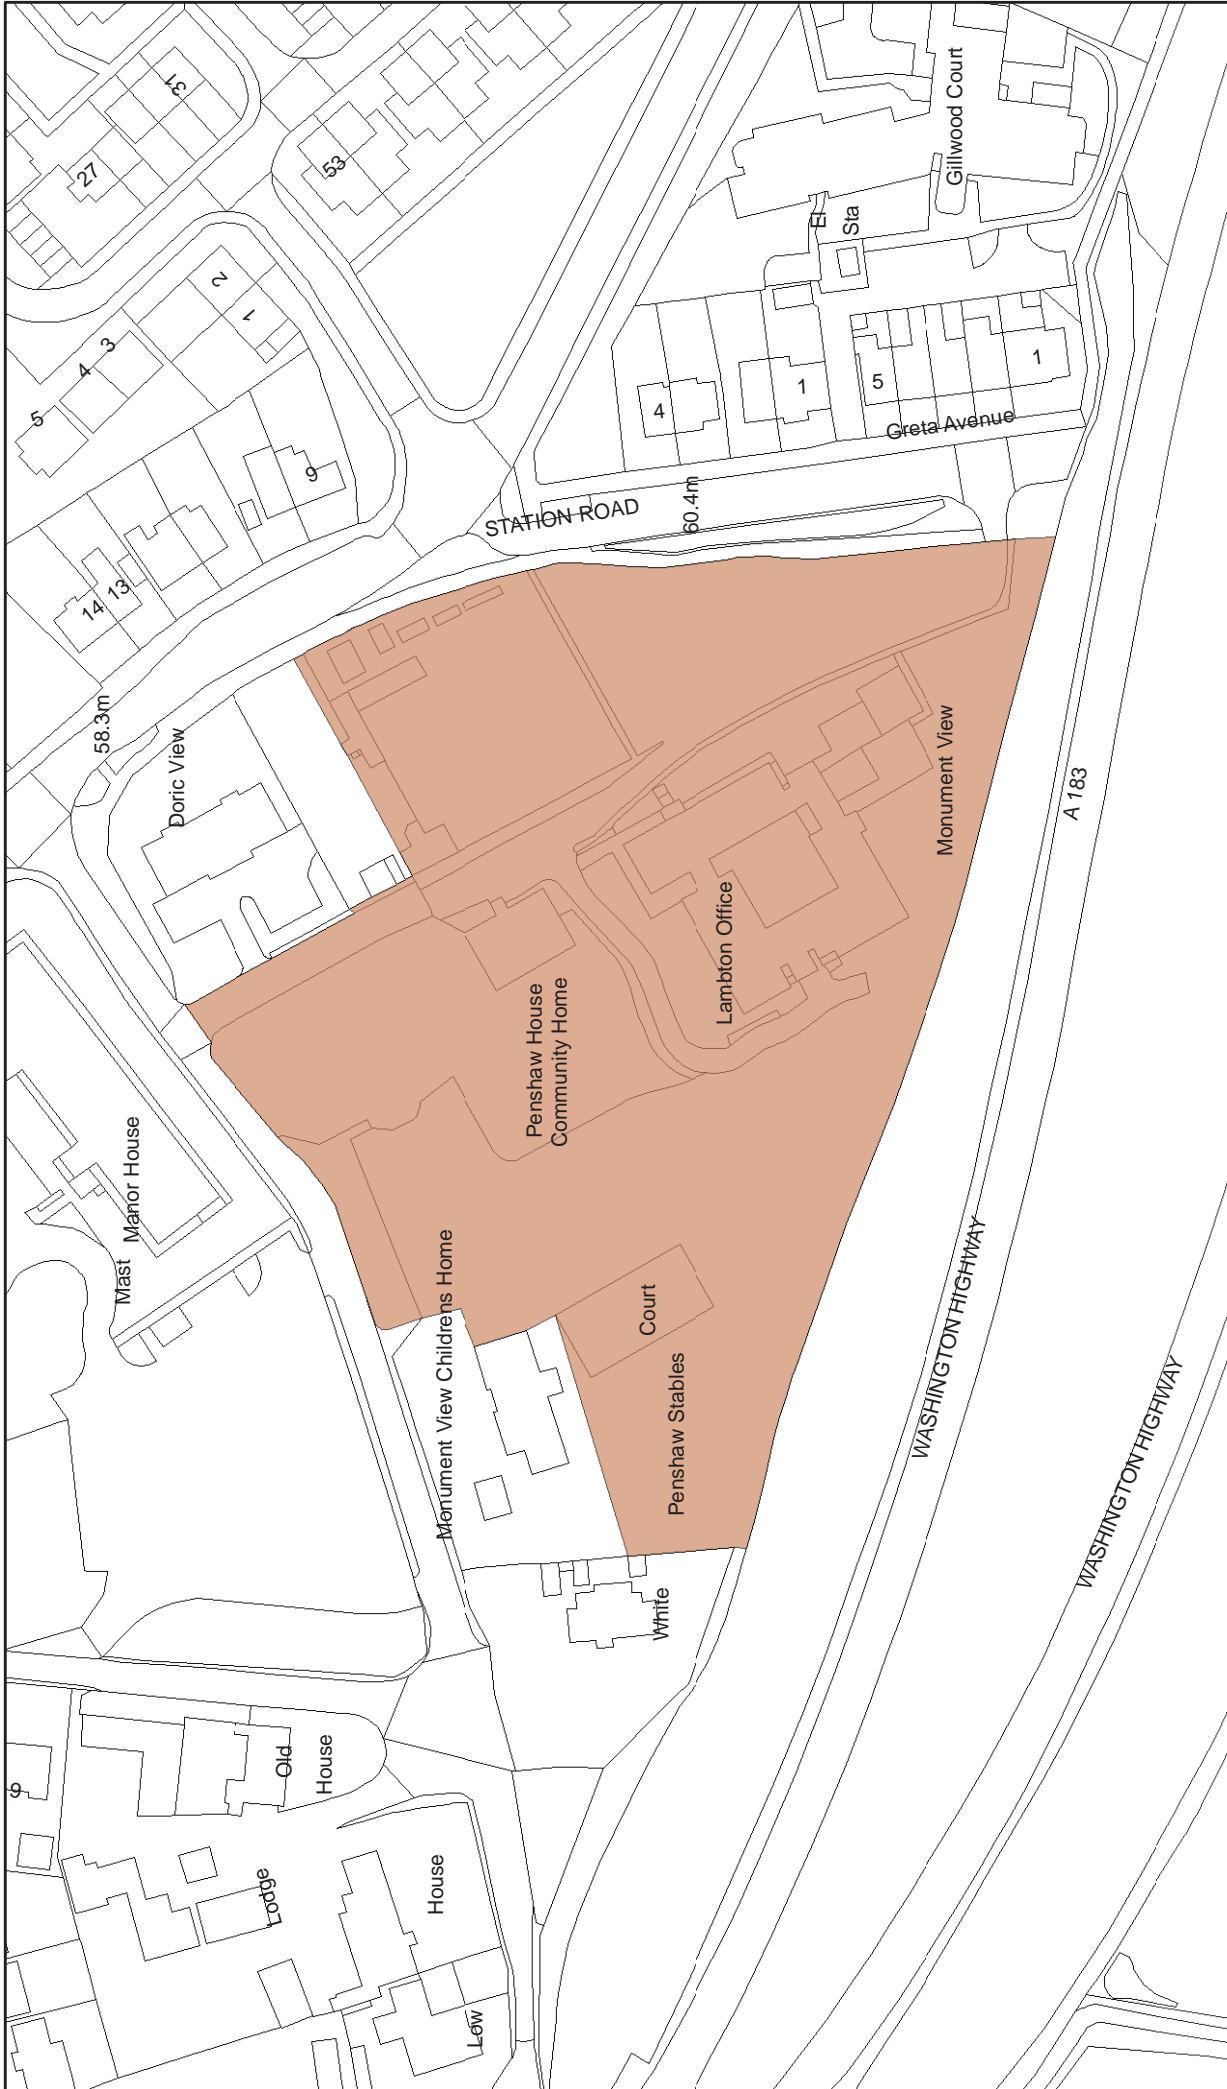 31
27
53
2
1
3
4
5
9
14
13
58.3m
Doric View
STATION ROAD
60.4m
Gillwood Court
El
Sta
4
1
5
1
Greta Avenue
Monument View
A 183
Lambton Office
Penshaw House
Community Home
Manor House
Mast
Monument View Childrens Home
Court
Penshaw Stables
WASHINGTON HIGHWAY
WASHINGTON HIGHWAY
White
Old
House
9
Lodge
House
Low